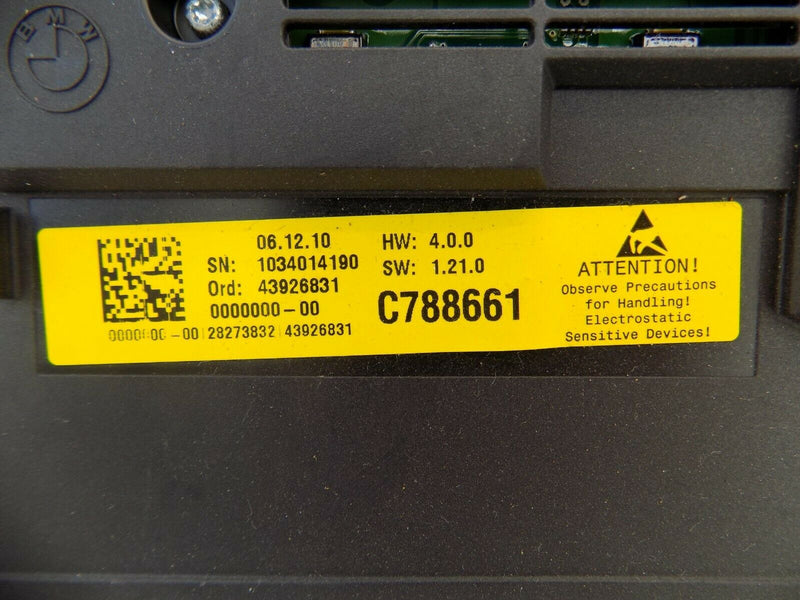 BMW
06.12.10
SN: 1034014190
Ord: 43926831
0000000-00
28273832 43926831
HW: 4.0.0
SW: 1.21.0
C788661
ATTENTION!
Observe Precautions
for Handling!
Electrostatic
Sensitive Devices!